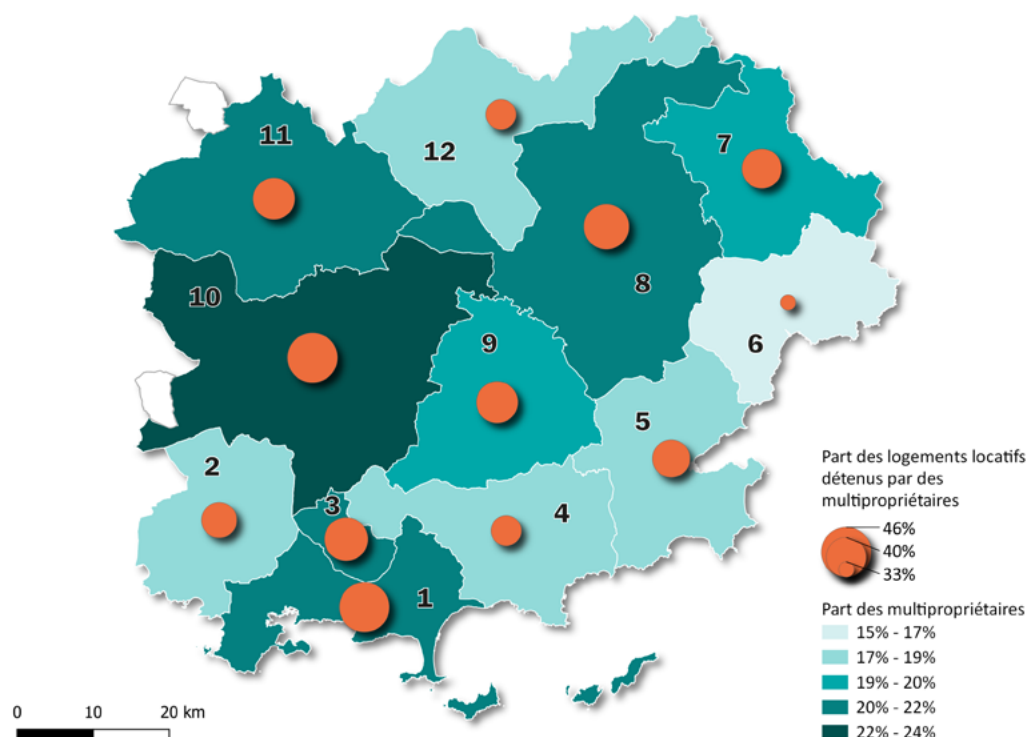 11
12
7
10
8
6
9
5
2
3
4
1
Part des logements locatifs
détenus par des
multipropriétaires
46%
40%
33%
Part des multipropriétaires
15% - 17%
17% - 19%
19% - 20%
20% - 22%
22% - 24%
0 10 20 km